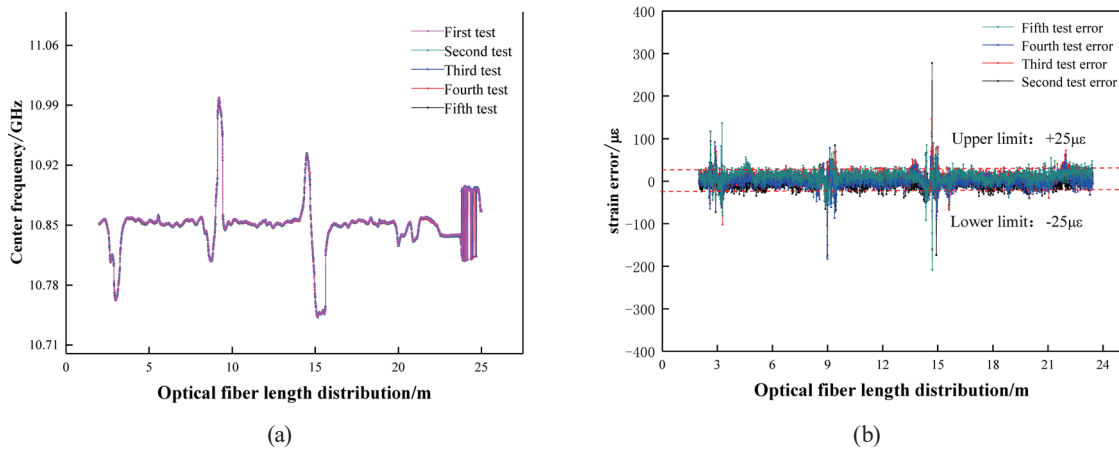 11.06
10.99
10.92
10.85
10.78
10.71
Center frequency/GHz
First test
Second test
Third test
Fourth test
Fifth test
0 5 10 15 20 25
Optical fiber length distribution/m
(a)
400
300
200
100
0
-100
-200
-300
-400
strain error/με
Fifth test error
Fourth test error
Third test error
Second test error
Upper limit: +25με
Lower limit: -25με
0 3 6 9 12 15 18 21 24
Optical fiber length distribution/m
(b)